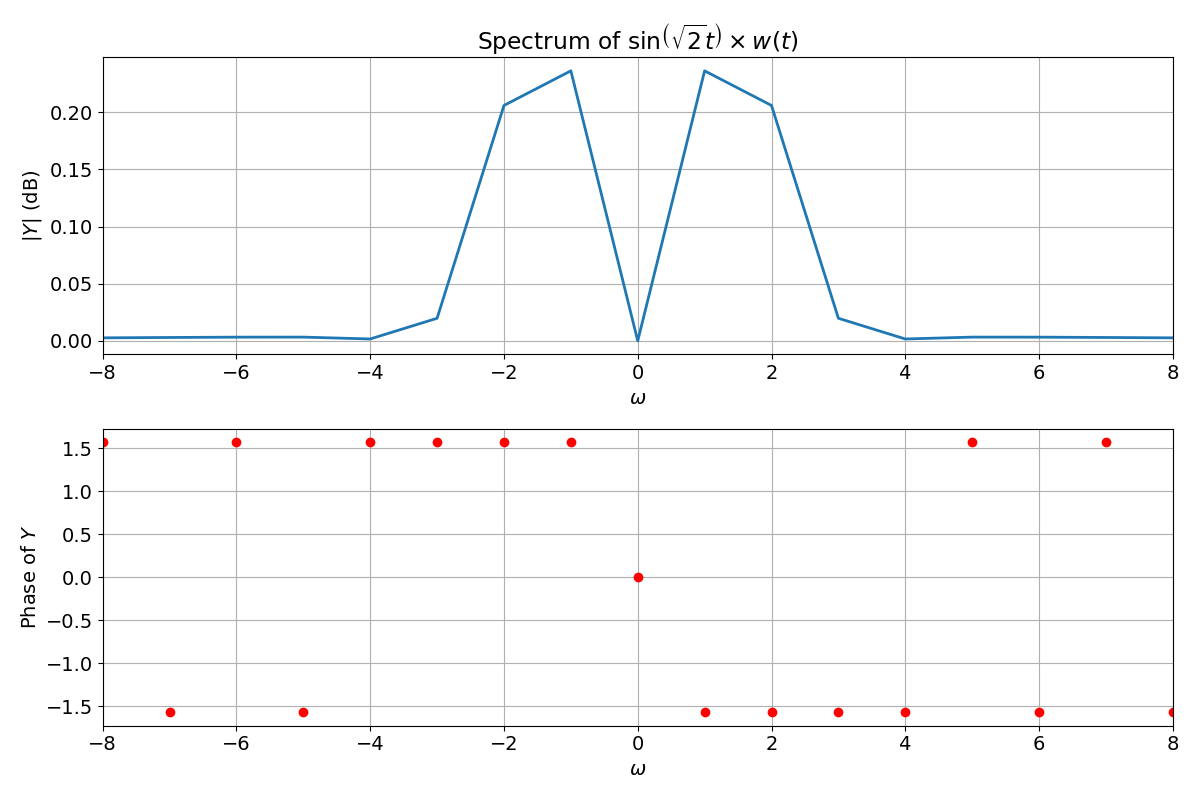 Spectrum of sin(√2t) × w(t)
|Y| (dB)
0.20
0.15
0.10
0.05
0.00
−8 −6 −4 −2 0 2 4 6 8
ω
Phase of Y
1.5
1.0
0.5
0.0
−0.5
−1.0
−1.5
−8 −6 −4 −2 0 2 4 6 8
ω